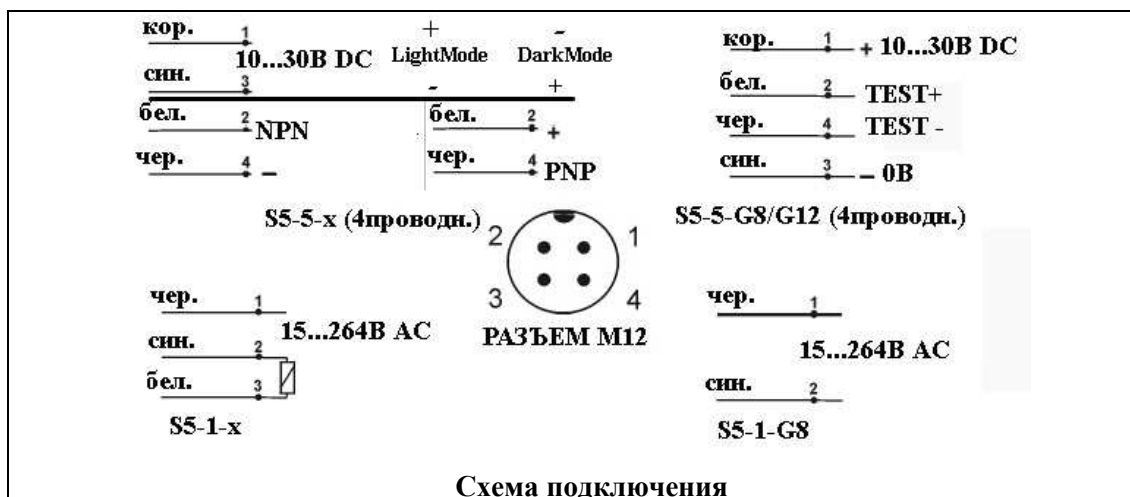 кор. 1 + -
10...30В DC LightMode DarkMode
син. 3 - +
бел. 2 NPN
чер. 4 –
бел. 2 +
чер. 4 PNP
S5-5-x (4проводн.)
кор. 1 + 10...30В DC
бел. 2 TEST+
чер. 4 TEST -
син. 3 – 0В
S5-5-G8/G12 (4проводн.)
2 1
3 4
РАЗЪЕМ М12
чер. 1
15...264В AC
син. 2
бел. 3
S5-1-x
чер. 1
15...264В AC
син. 2
S5-1-G8
Схема подключения